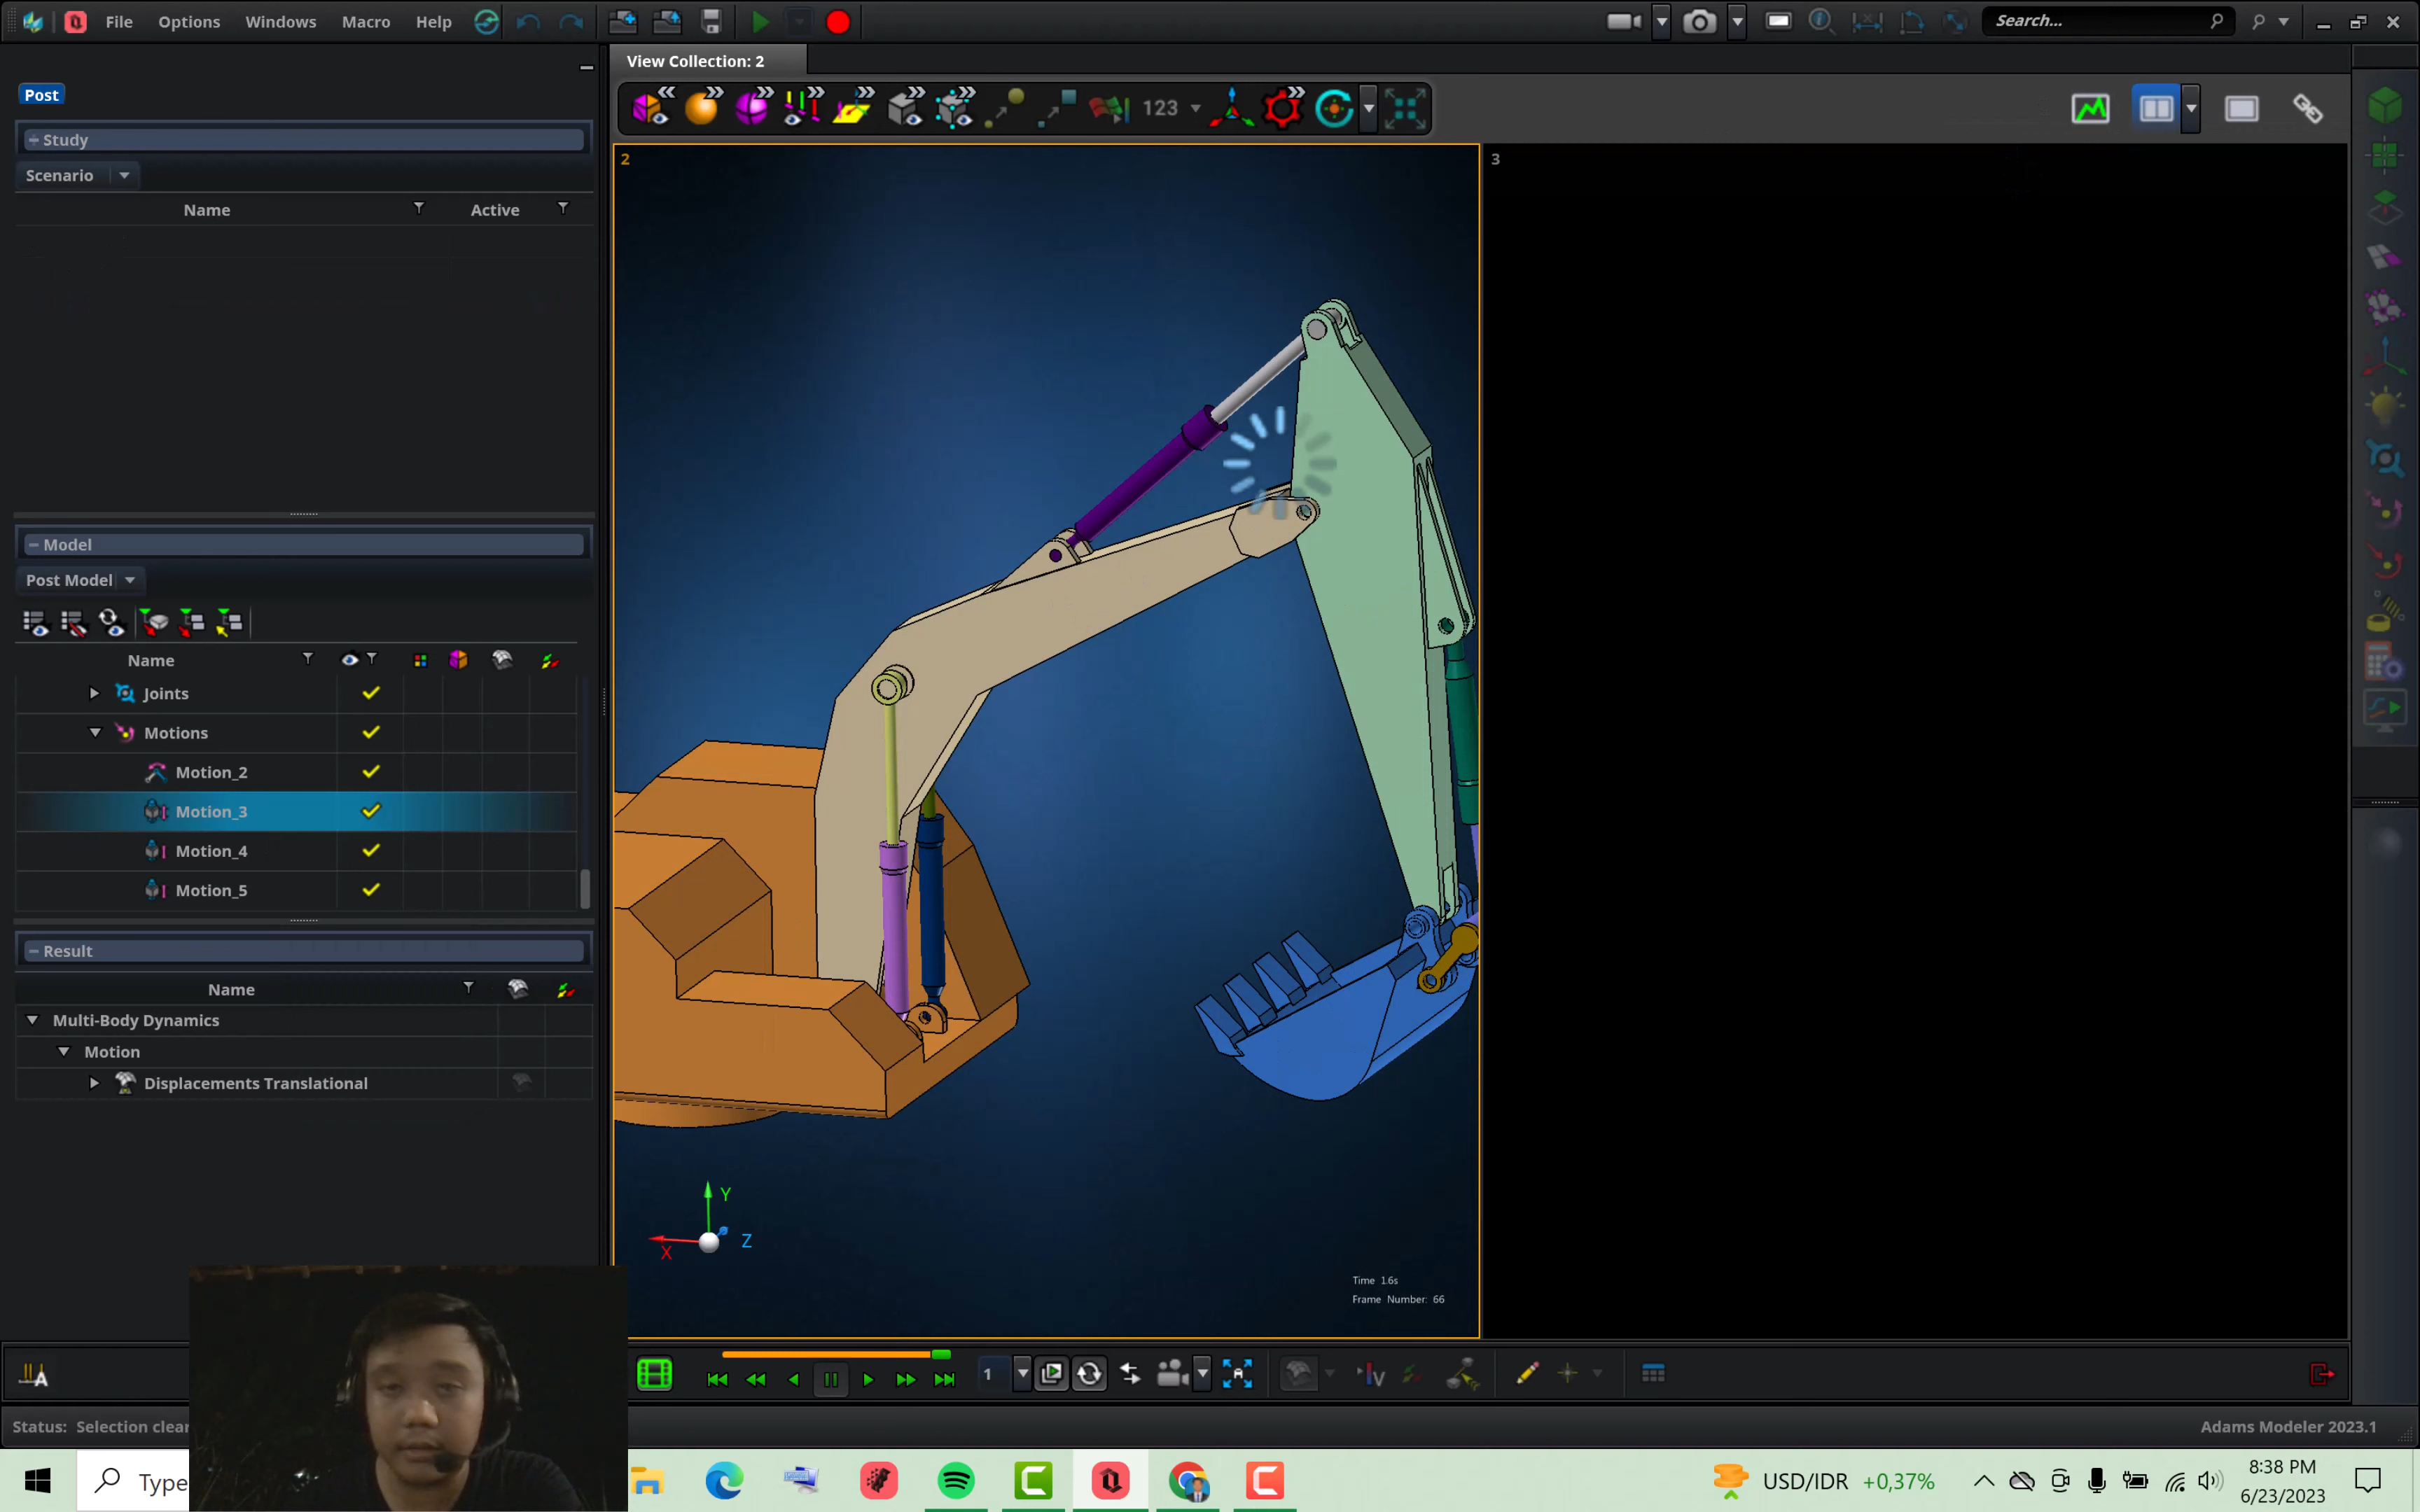 File Options Windows Macro Help Search...
View Collection: 2
Post
123
Study
2
3
Scenario
Name Active
Model
Post Model
Name
Joints
Motions
Motion_2
Motion_3
Motion_4
Motion_5
Result
Name
Multi-Body Dynamics
Motion
Displacements Translational
Y
X Z
Time 1.6s
Frame Number: 66
1
Status: Selection clear
Adams Modeler 2023.1
Type
USD/IDR +0,37%
8:38 PM
6/23/2023